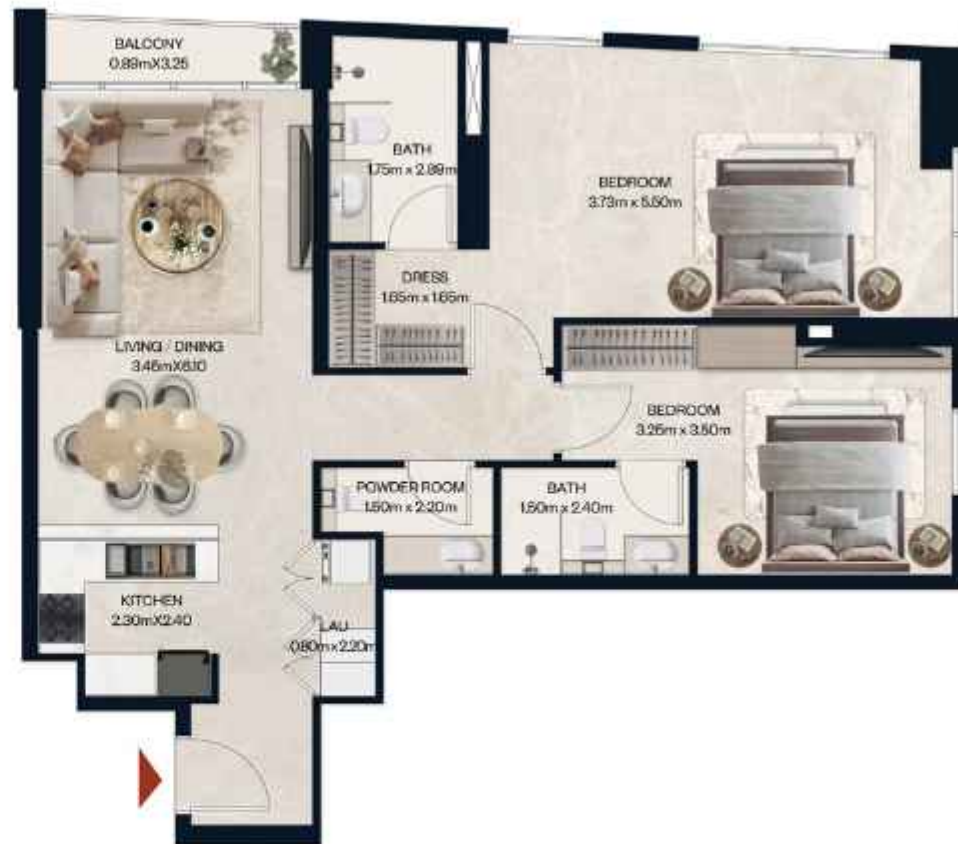 BALCONY
0.89mX3.25
BATH
1.75m x 2.89m
BEDROOM
3.73m x 5.50m
DRESS
1.65m x 1.65m
LIVING / DINING
3.45mX6.10
BEDROOM
3.25m x 3.50m
POWDER ROOM
1.50m x 2.20m
BATH
1.50m x 2.40m
KITCHEN
2.30mX2.40
LAU
0.80m x 2.20m